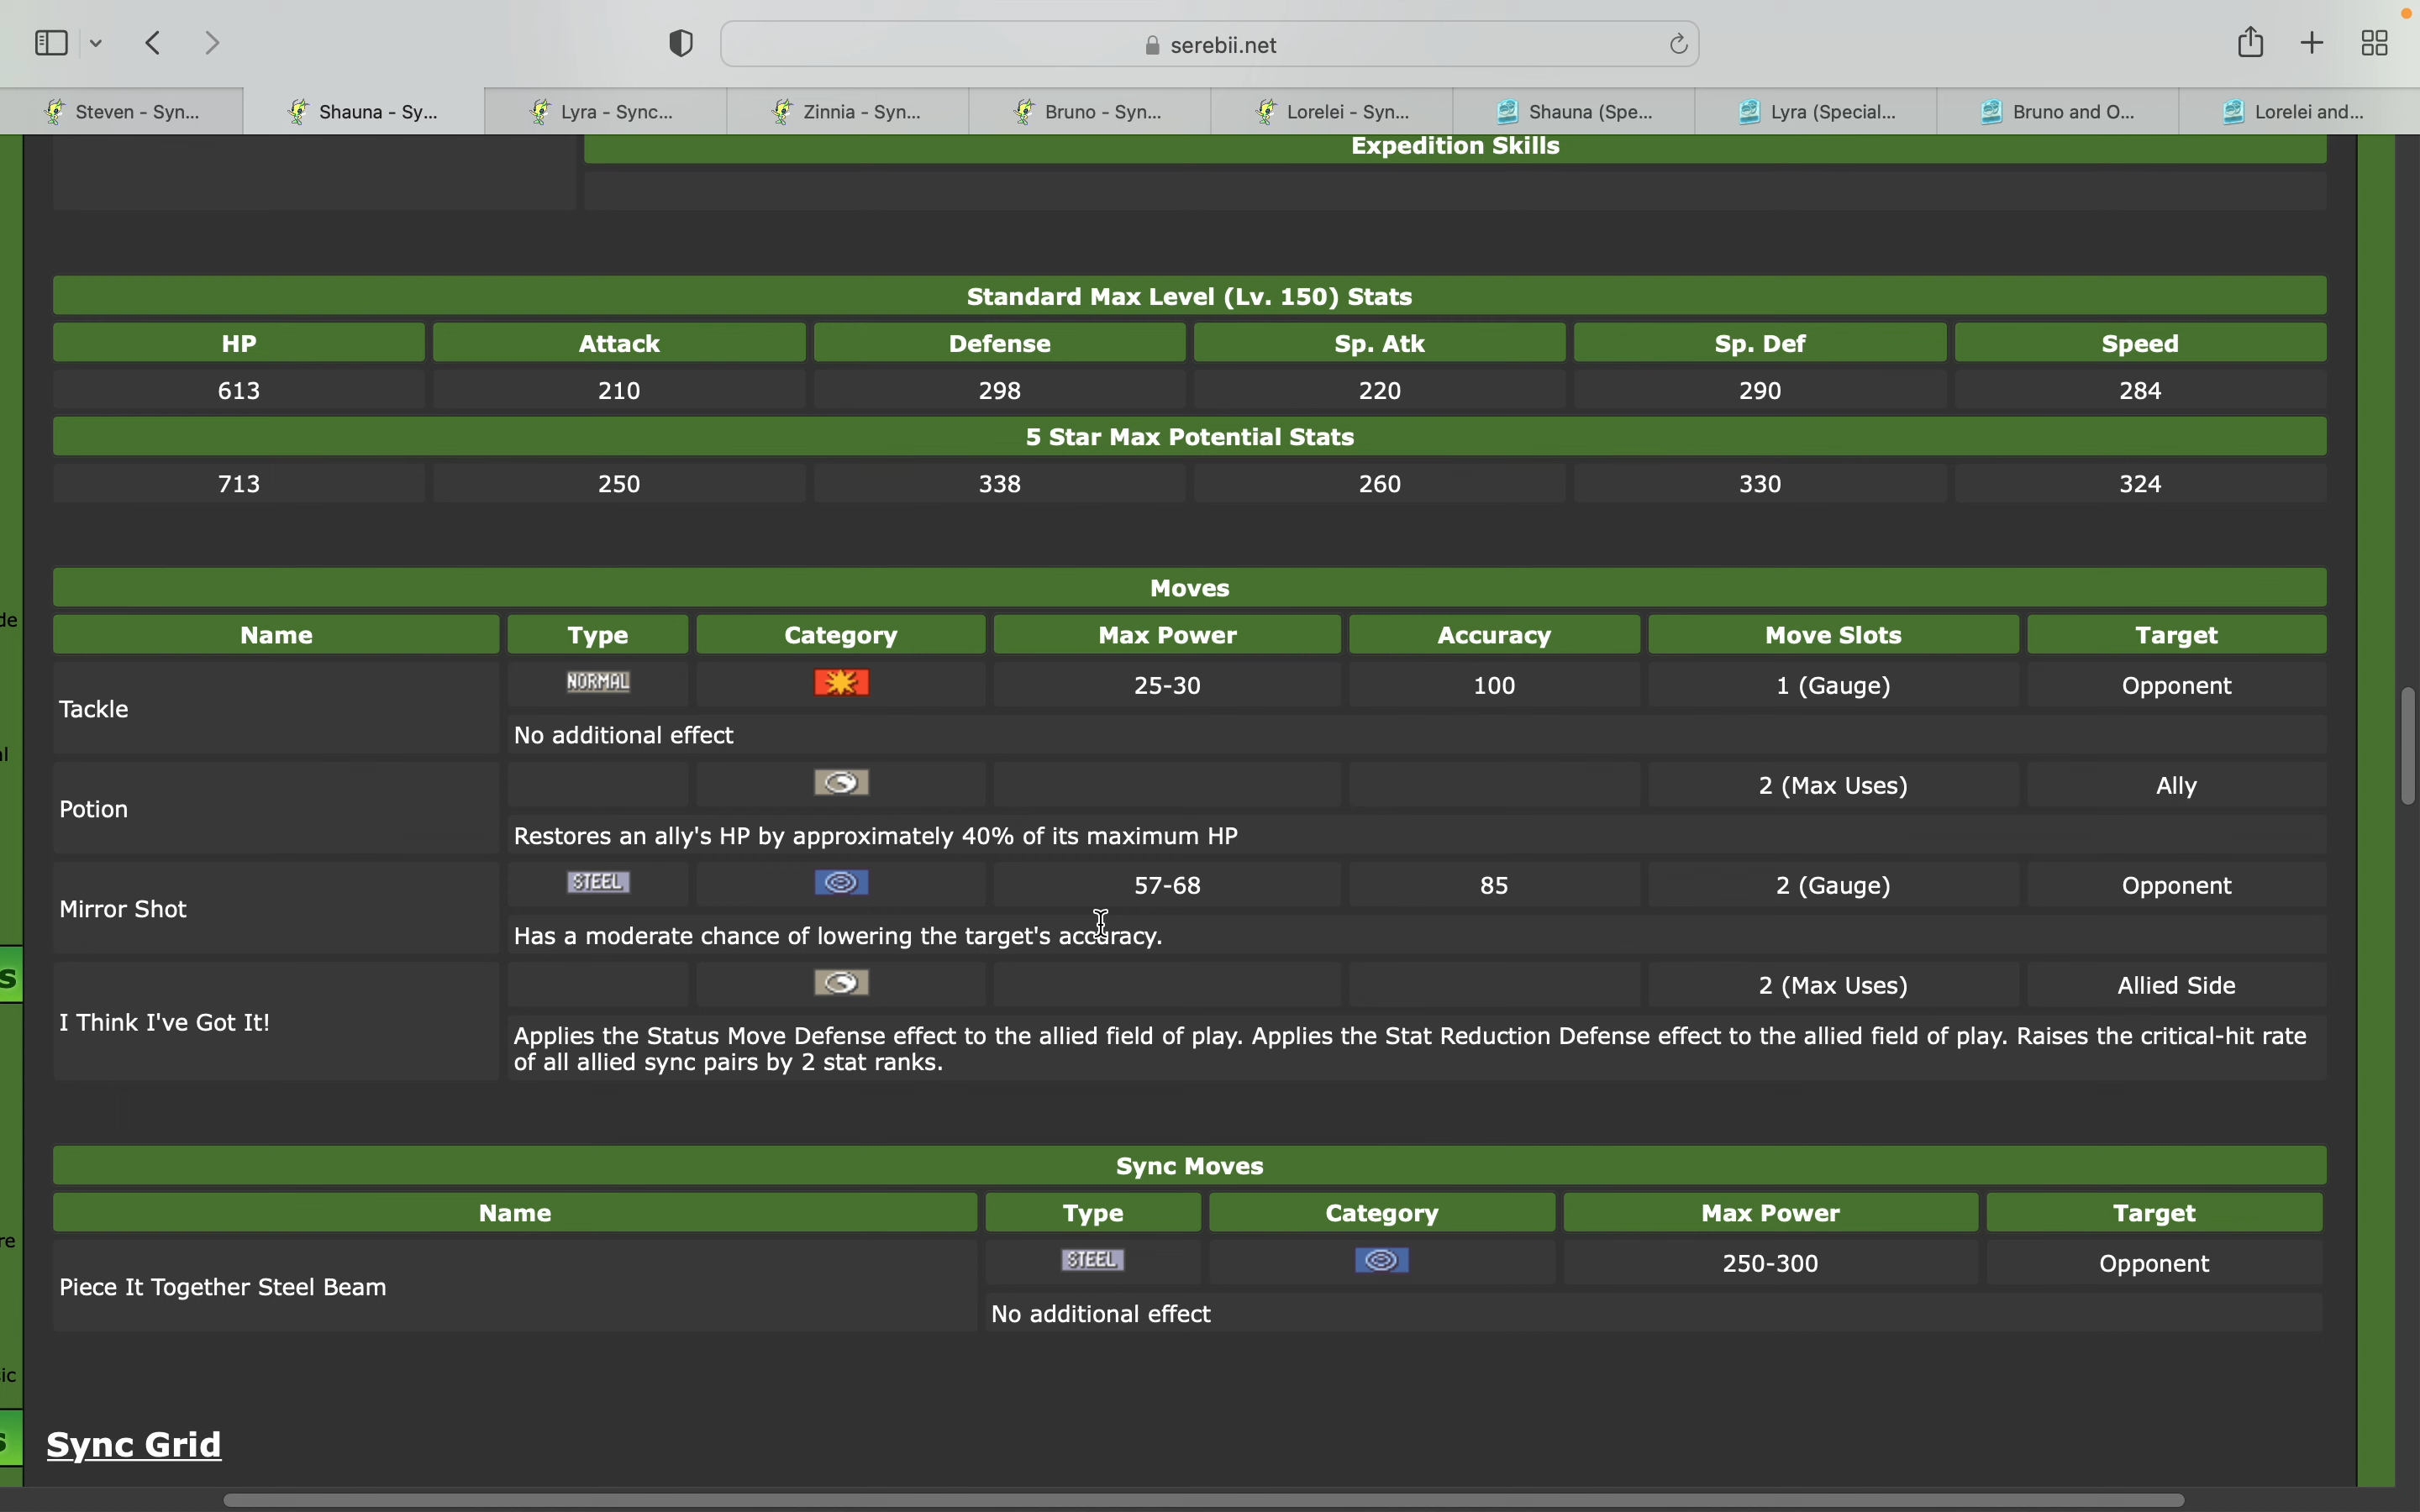 serebii.net
Steven - Syn...
Shauna - Sy...
Lyra - Sync...
Zinnia - Syn...
Bruno - Syn...
Lorelei - Syn...
Shauna (Spe...
Lyra (Special...
Bruno and O...
Lorelei and...
Expedition Skills
Standard Max Level (Lv. 150) Stats
HP Attack Defense Sp. Atk Sp. Def Speed
613 210 298 220 290 284
5 Star Max Potential Stats
713 250 338 260 330 324
Moves
Name Type Category Max Power Accuracy Move Slots Target
Tackle NORMAL 25-30 100 1 (Gauge) Opponent
No additional effect
Potion 2 (Max Uses) Ally
Restores an ally's HP by approximately 40% of its maximum HP
Mirror Shot STEEL 57-68 85 2 (Gauge) Opponent
Has a moderate chance of lowering the target's accuracy.
I Think I've Got It! 2 (Max Uses) Allied Side
Applies the Status Move Defense effect to the allied field of play. Applies the Stat Reduction Defense effect to the allied field of play. Raises the critical-hit rate
of all allied sync pairs by 2 stat ranks.
Sync Moves
Name Type Category Max Power Target
Piece It Together Steel Beam STEEL 250-300 Opponent
No additional effect
Sync Grid